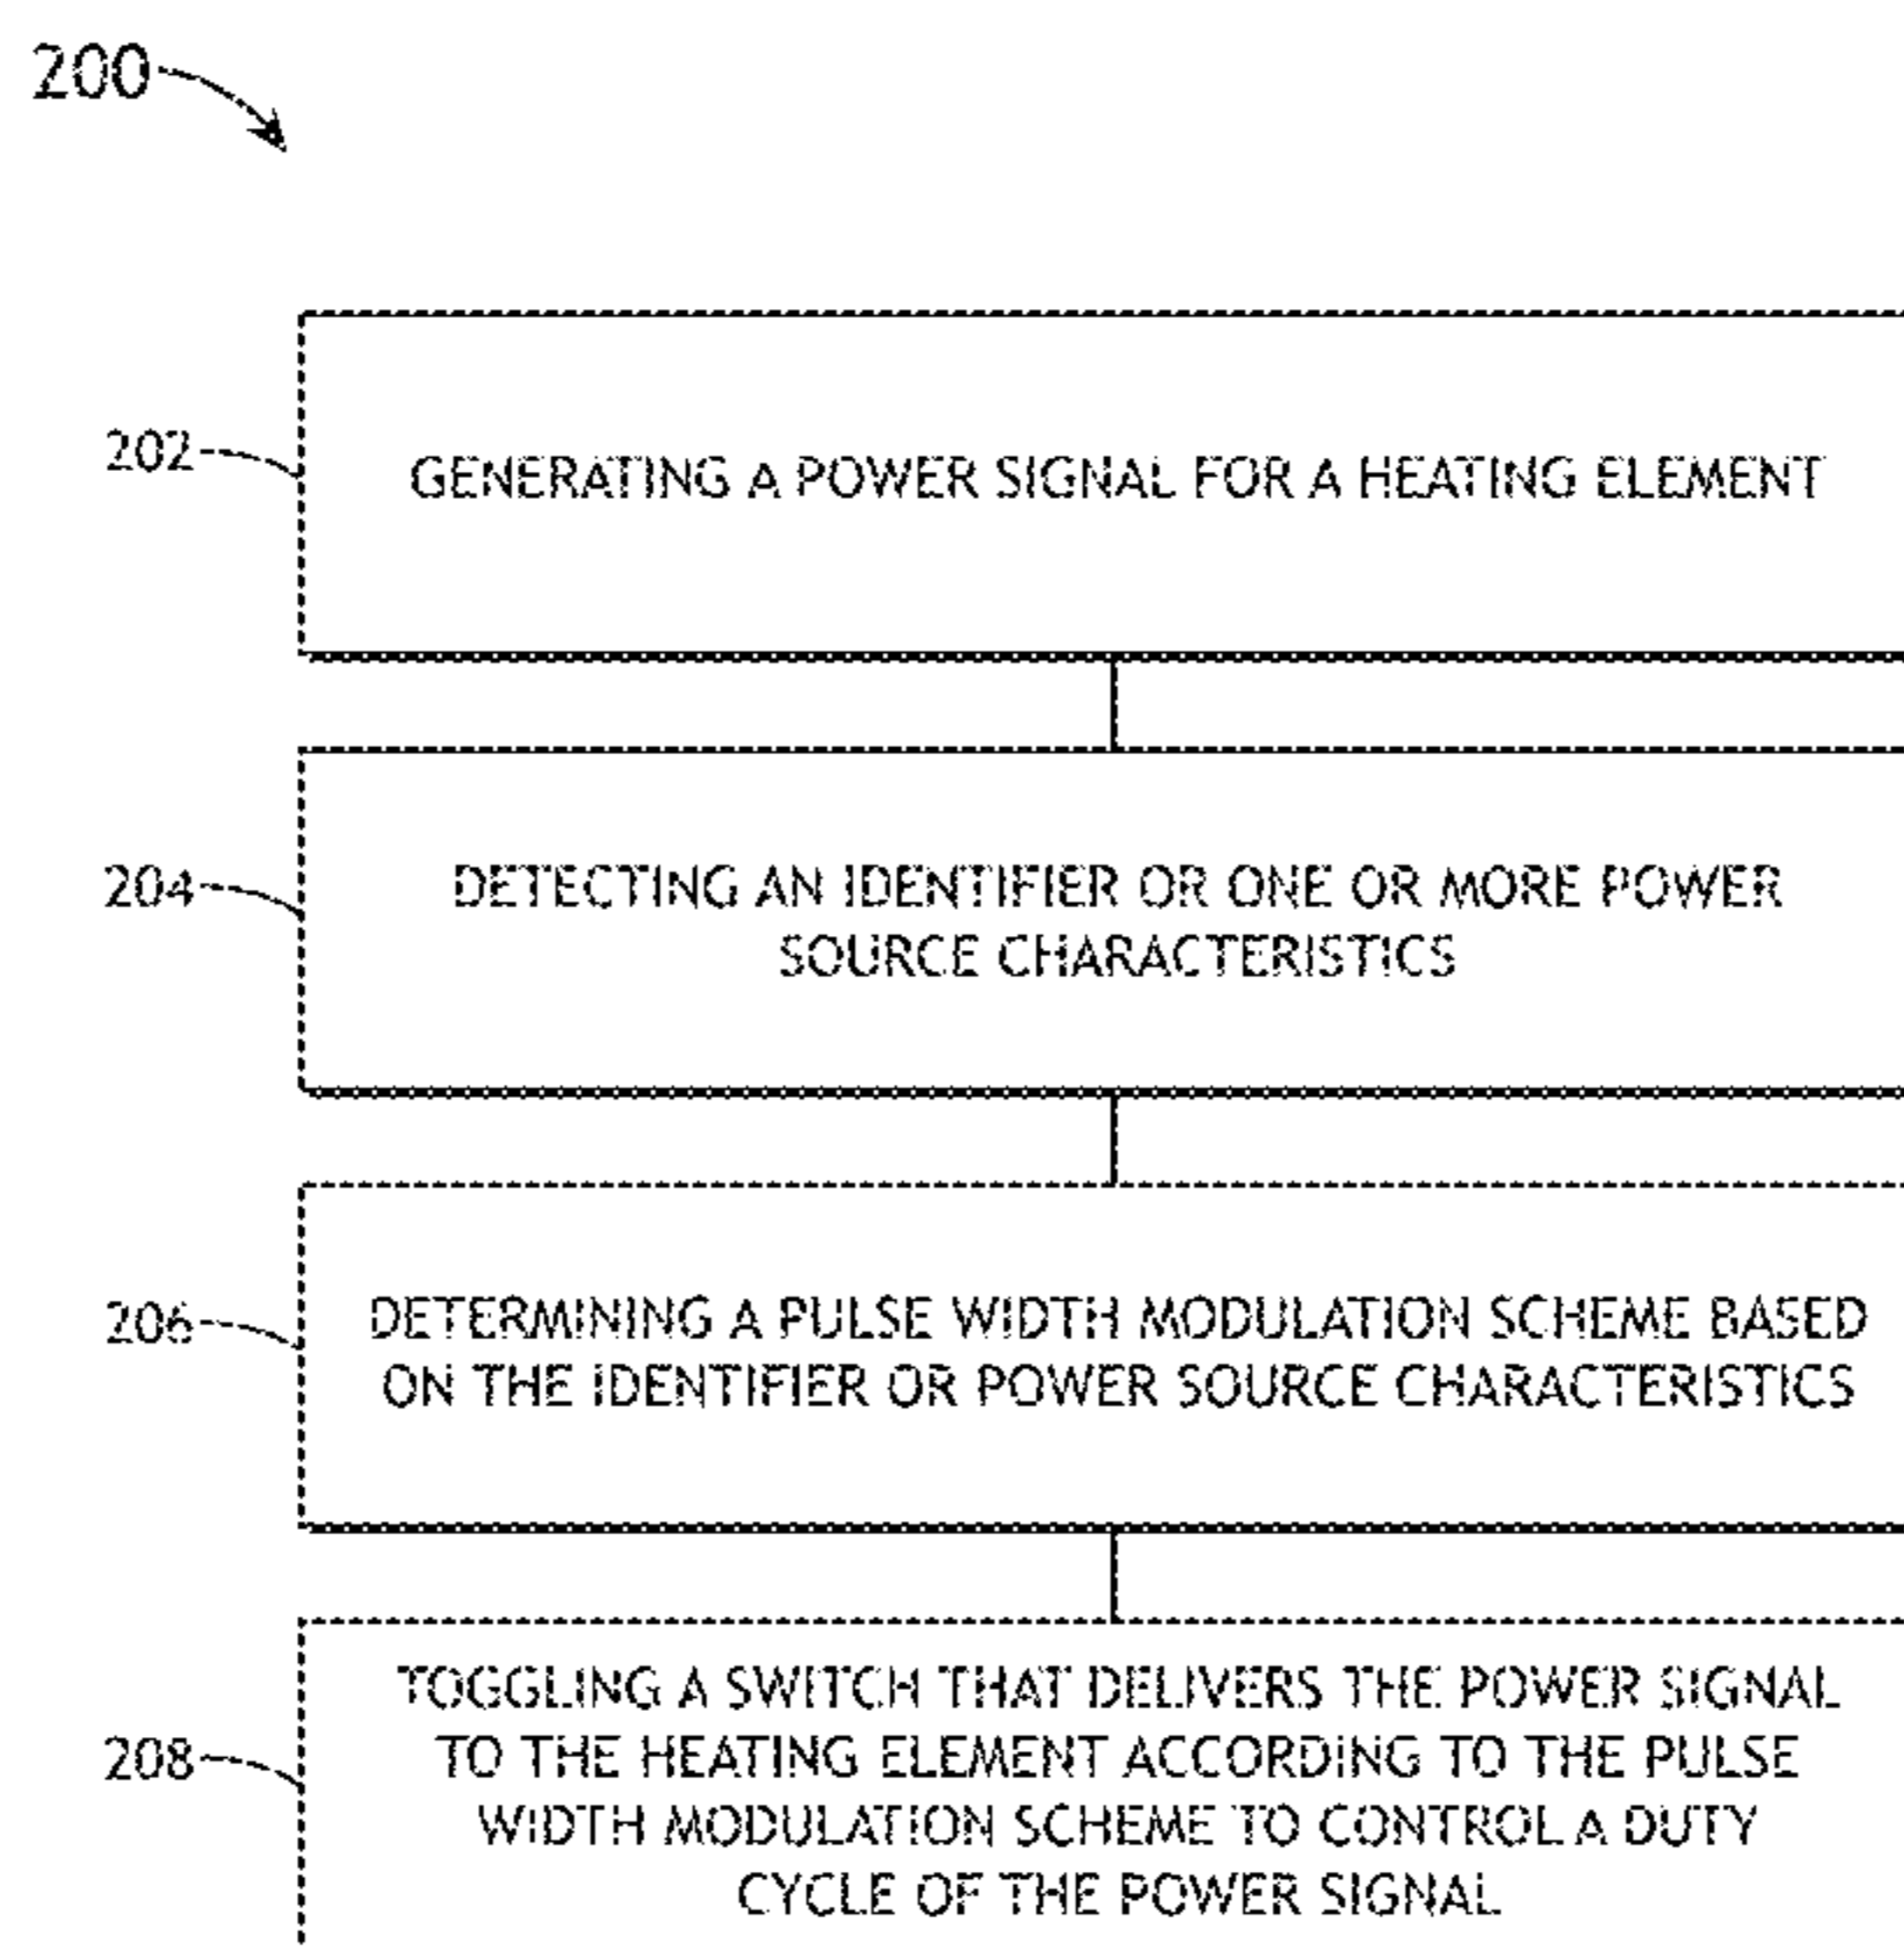 200
202
GENERATING A POWER SIGNAL FOR A HEATING ELEMENT
204
DETECTING AN IDENTIFIER OR ONE OR MORE POWER
SOURCE CHARACTERISTICS
206
DETERMINING A PULSE WIDTH MODULATION SCHEME BASED
ON THE IDENTIFIER OR POWER SOURCE CHARACTERISTICS
208
TOGGLING A SWITCH THAT DELIVERS THE POWER SIGNAL
TO THE HEATING ELEMENT ACCORDING TO THE PULSE
WIDTH MODULATION SCHEME TO CONTROL A DUTY
CYCLE OF THE POWER SIGNAL